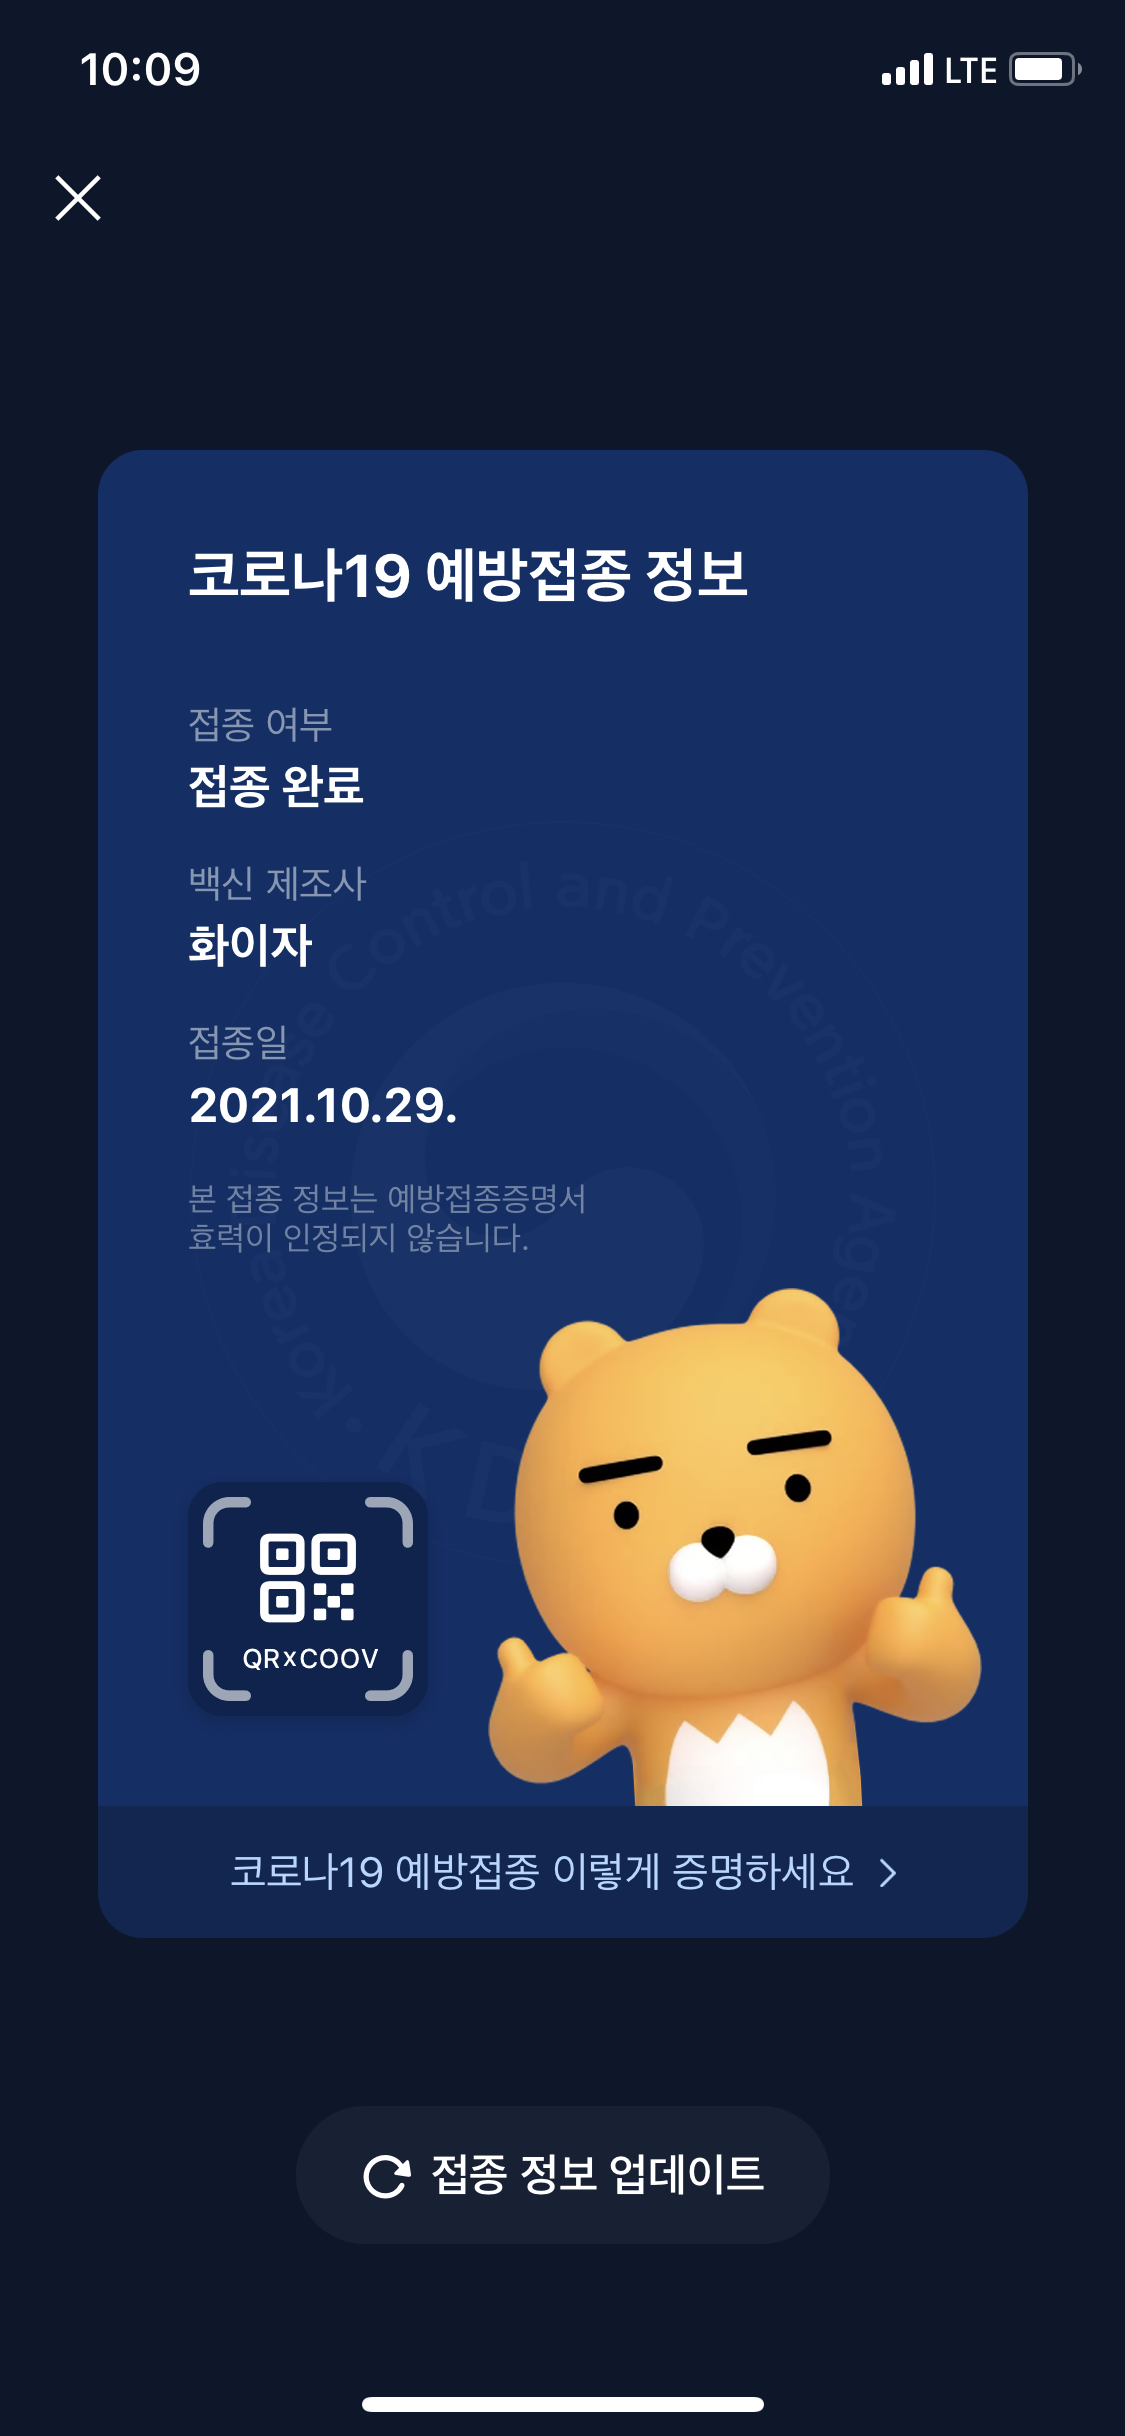 10:09
LTE
코로나19 예방접종 정보
접종 여부
접종 완료
백신 제조사
화이자
접종일
2021.10.29.
본 접종 정보는 예방접종증명서
효력이 인정되지 않습니다.
Korea Disease Control and Prevention Agency
QRxCOOV
코로나19 예방접종 이렇게 증명하세요
접종 정보 업데이트